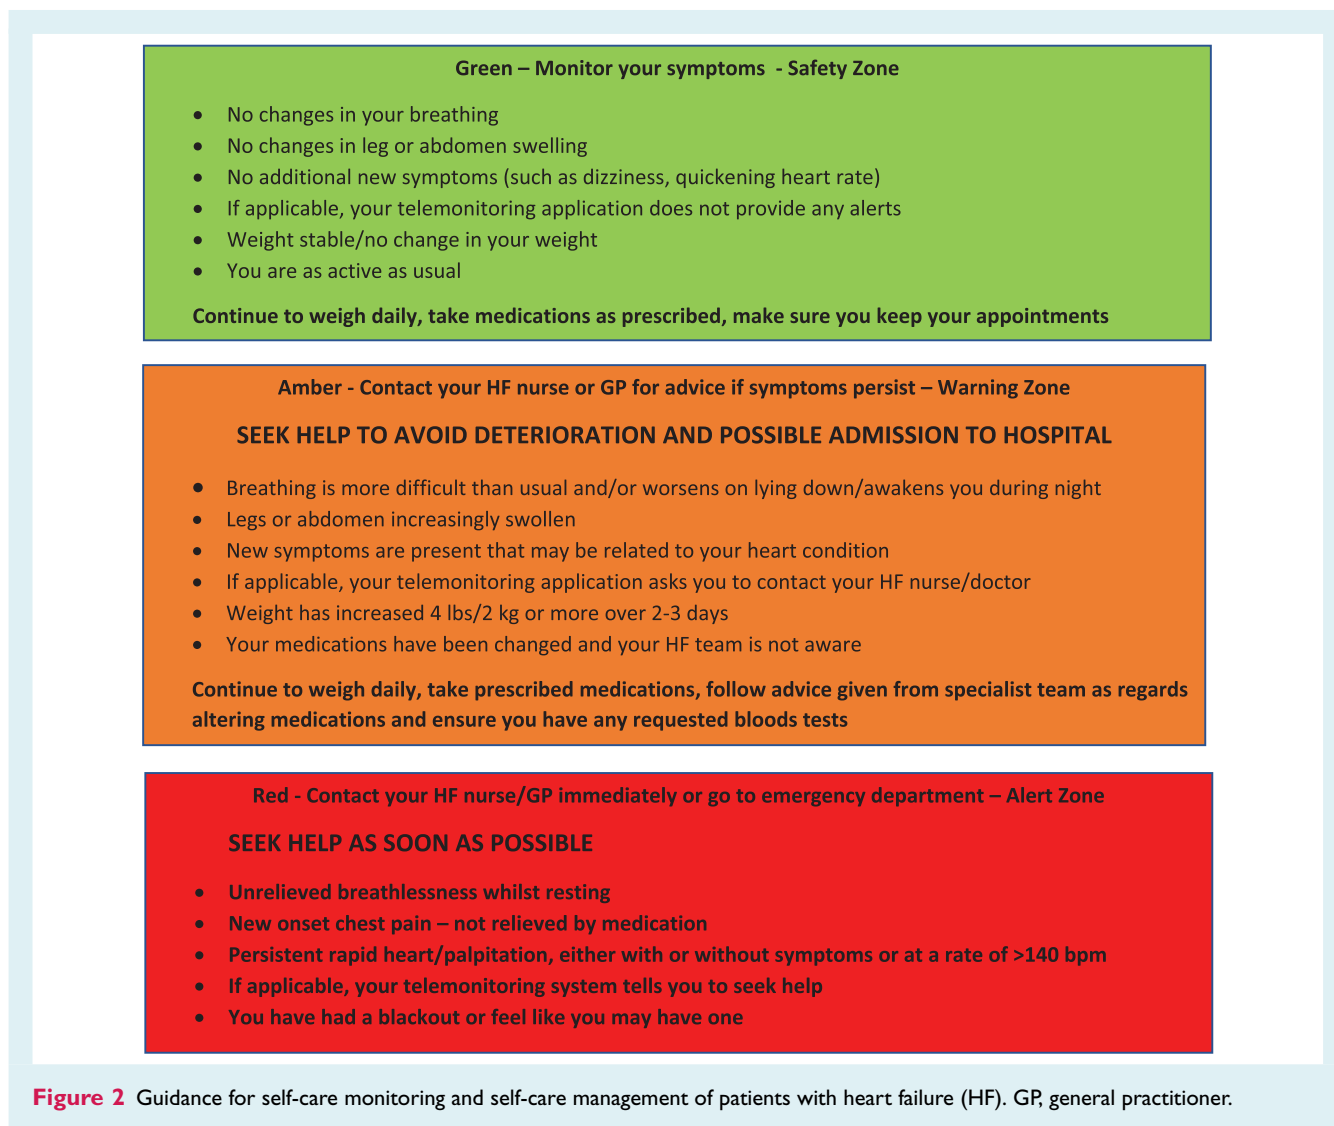 Green – Monitor your symptoms - Safety Zone
• No changes in your breathing
• No changes in leg or abdomen swelling
• No additional new symptoms (such as dizziness, quickening heart rate)
• If applicable, your telemonitoring application does not provide any alerts
• Weight stable/no change in your weight
• You are as active as usual
Continue to weigh daily, take medications as prescribed, make sure you keep your appointments
Amber - Contact your HF nurse or GP for advice if symptoms persist – Warning Zone
SEEK HELP TO AVOID DETERIORATION AND POSSIBLE ADMISSION TO HOSPITAL
• Breathing is more difficult than usual and/or worsens on lying down/awakens you during night
• Legs or abdomen increasingly swollen
• New symptoms are present that may be related to your heart condition
• If applicable, your telemonitoring application asks you to contact your HF nurse/doctor
• Weight has increased 4 lbs/2 kg or more over 2-3 days
• Your medications have been changed and your HF team is not aware
Continue to weigh daily, take prescribed medications, follow advice given from specialist team as regards
altering medications and ensure you have any requested bloods tests
Red - Contact your HF nurse/GP immediately or go to emergency department – Alert Zone
SEEK HELP AS SOON AS POSSIBLE
• Unrelieved breathlessness whilst resting
• New onset chest pain – not relieved by medication
• Persistent rapid heart/palpitation, either with or without symptoms or at a rate of >140 bpm
• If applicable, your telemonitoring system tells you to seek help
• You have had a blackout or feel like you may have one
Figure 2 Guidance for self-care monitoring and self-care management of patients with heart failure (HF). GP, general practitioner.